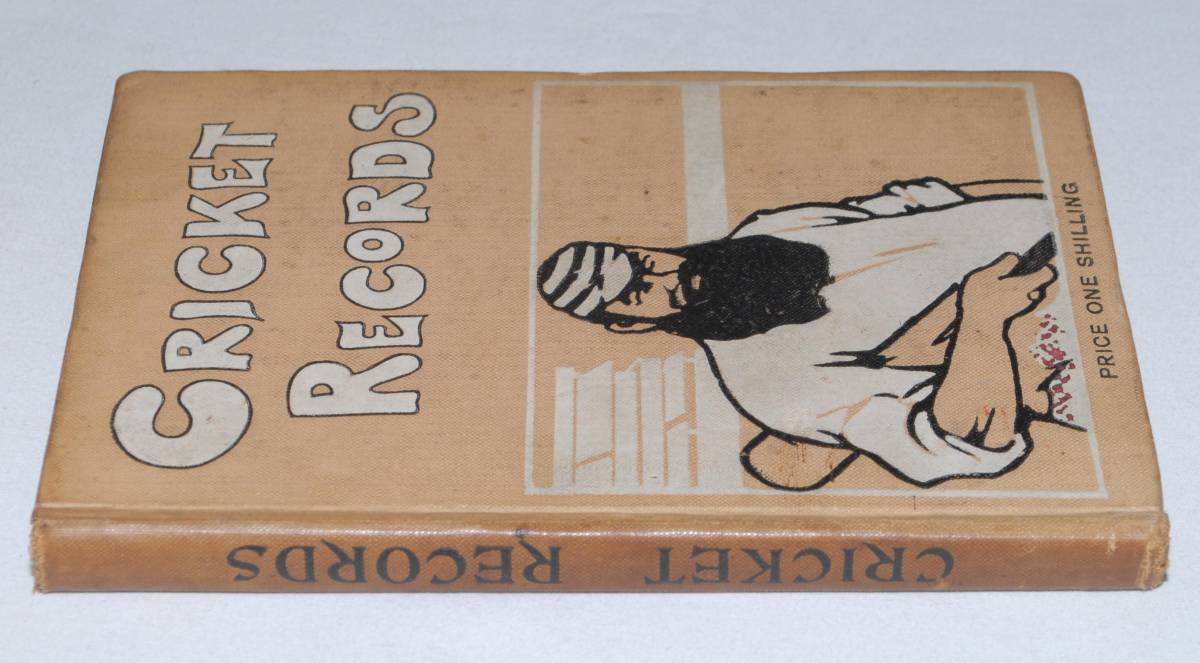 CRICKET
RECORDS
PRICE ONE SHILLING
CRICKET RECORDS